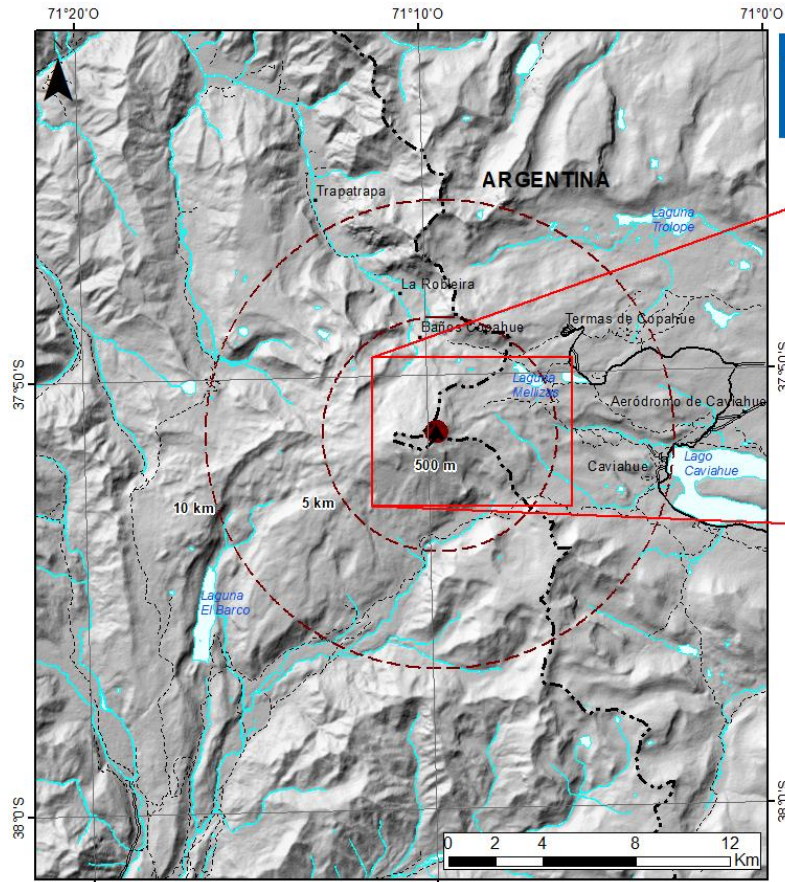 71°20'O
71°10'O
71°0'O
ARGENTINA
Trapatrapa
Laguna
Trolope
La Robleira
Baños Copahue
Termas de Copahue
37°50'S
37°50'S
Laguna
Mellizas
Aeródromo de Caviahue
Caviahue
Lago
Caviahue
500 m
5 km
10 km
Laguna
El Barco
38°0'S
38°0'S
0 2 4 8 12
Km